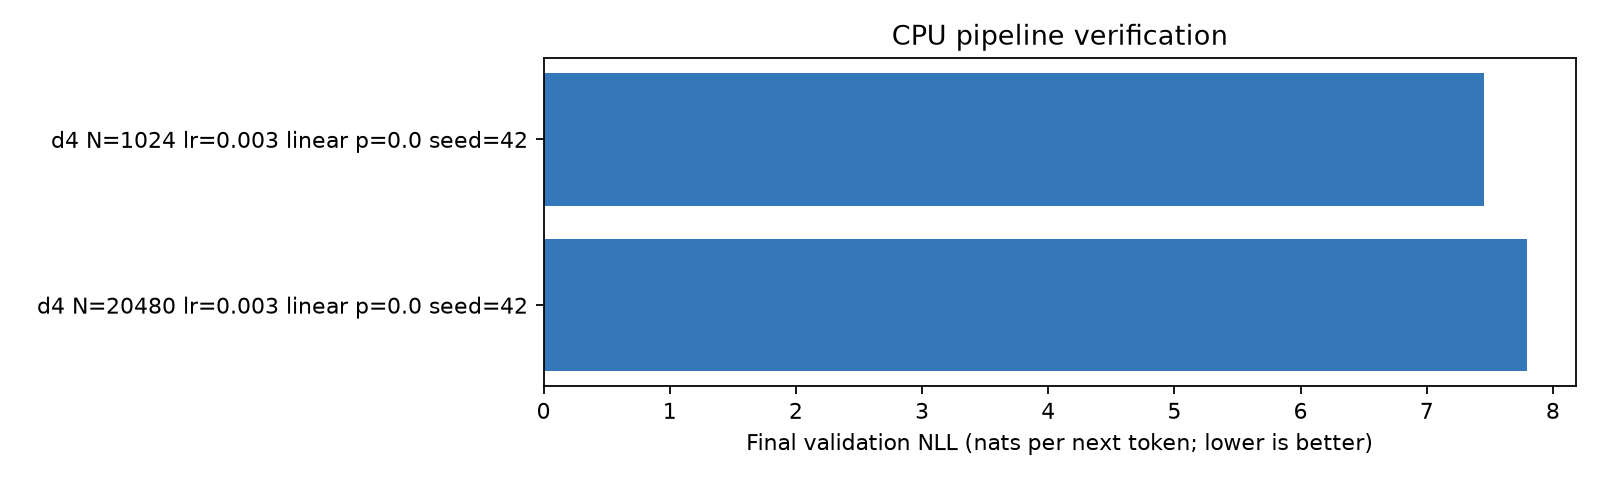 CPU pipeline verification
d4 N=1024 lr=0.003 linear p=0.0 seed=42
d4 N=20480 lr=0.003 linear p=0.0 seed=42
0 1 2 3 4 5 6 7 8
Final validation NLL (nats per next token; lower is better)